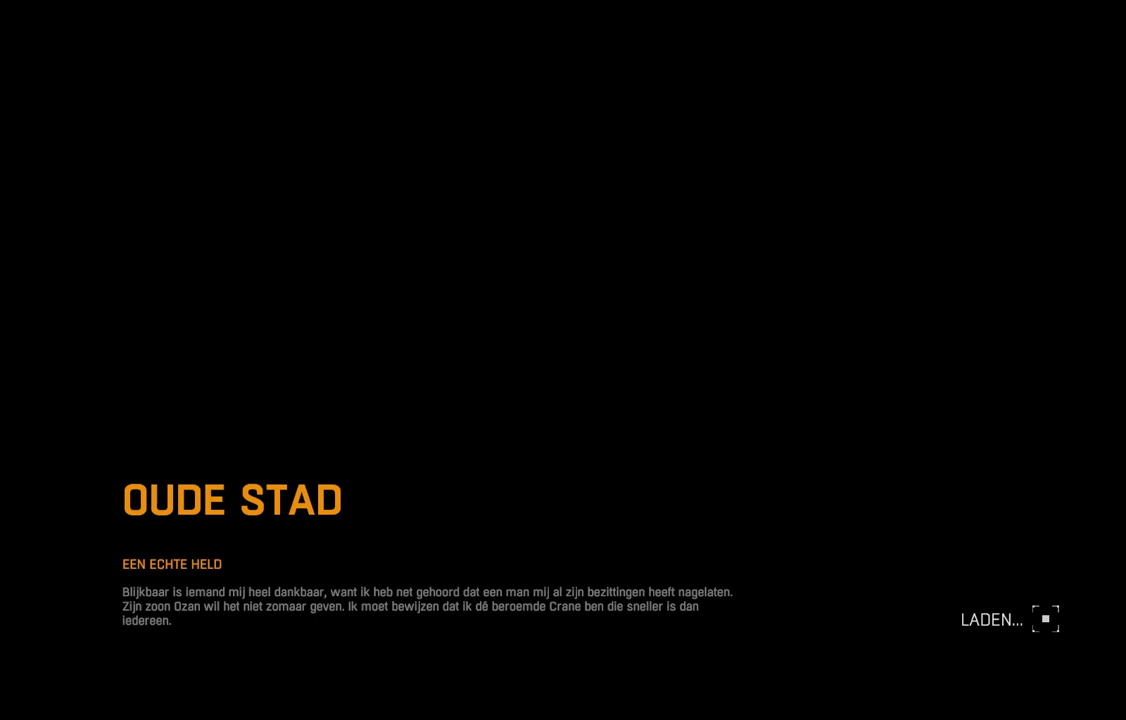 OUDE STAD
EEN ECHTE HELD
Blijkbaar is iemand mij heel dankbaar, want ik heb net gehoord dat een man mij al zijn bezittingen heeft nagelaten.
Zijn zoon Ozan wil het niet zomaar geven. Ik moet bewijzen dat ik dé beroemde Crane ben die sneller is dan
iedereen.
LADEN...